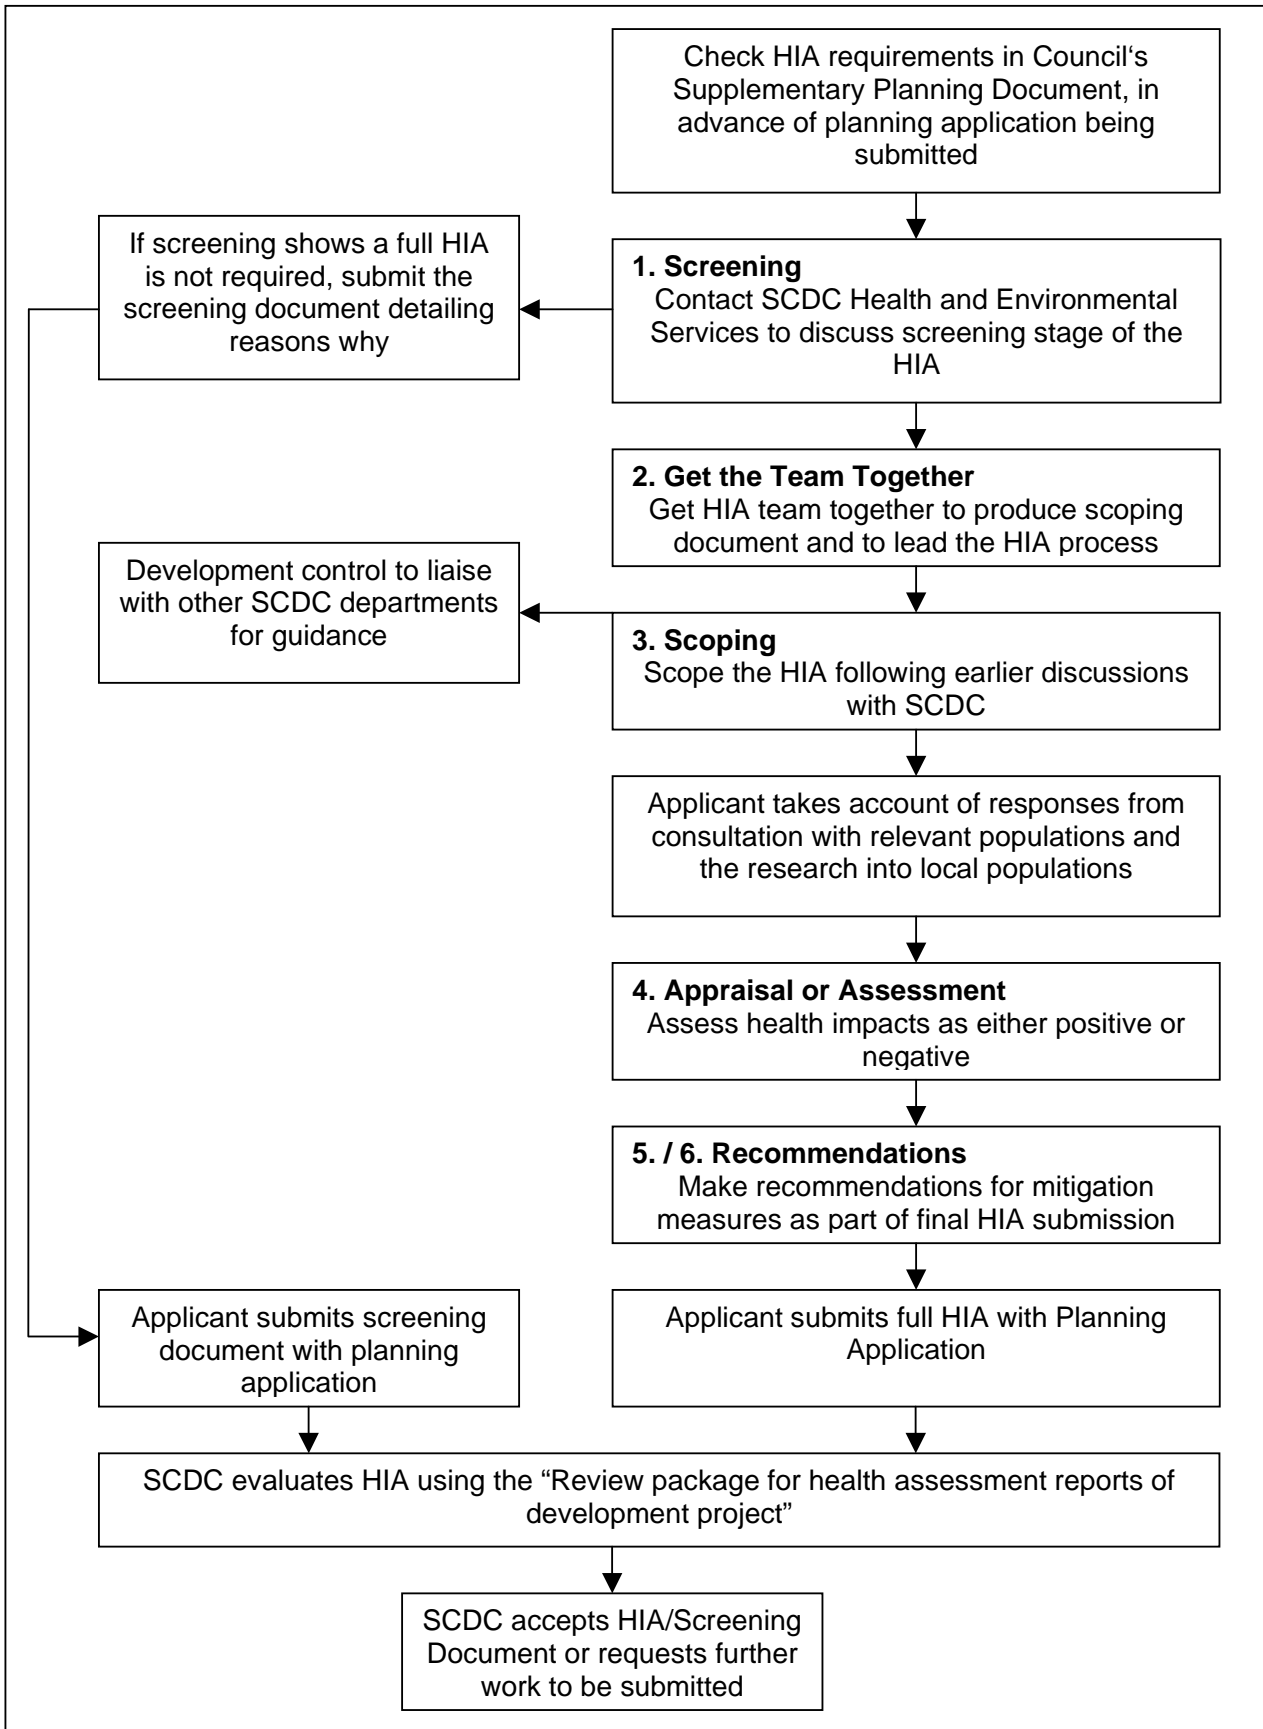 Check HIA requirements in Council‘s
Supplementary Planning Document, in
advance of planning application being
submitted
If screening shows a full HIA
is not required, submit the
screening document detailing
reasons why
1. Screening
Contact SCDC Health and Environmental
Services to discuss screening stage of the
HIA
2. Get the Team Together
Get HIA team together to produce scoping
document and to lead the HIA process
Development control to liaise
with other SCDC departments
for guidance
3. Scoping
Scope the HIA following earlier discussions
with SCDC
Applicant takes account of responses from
consultation with relevant populations and
the research into local populations
4. Appraisal or Assessment
Assess health impacts as either positive or
negative
5. / 6. Recommendations
Make recommendations for mitigation
measures as part of final HIA submission
Applicant submits screening
document with planning
application
Applicant submits full HIA with Planning
Application
SCDC evaluates HIA using the “Review package for health assessment reports of
development project”
SCDC accepts HIA/Screening
Document or requests further
work to be submitted